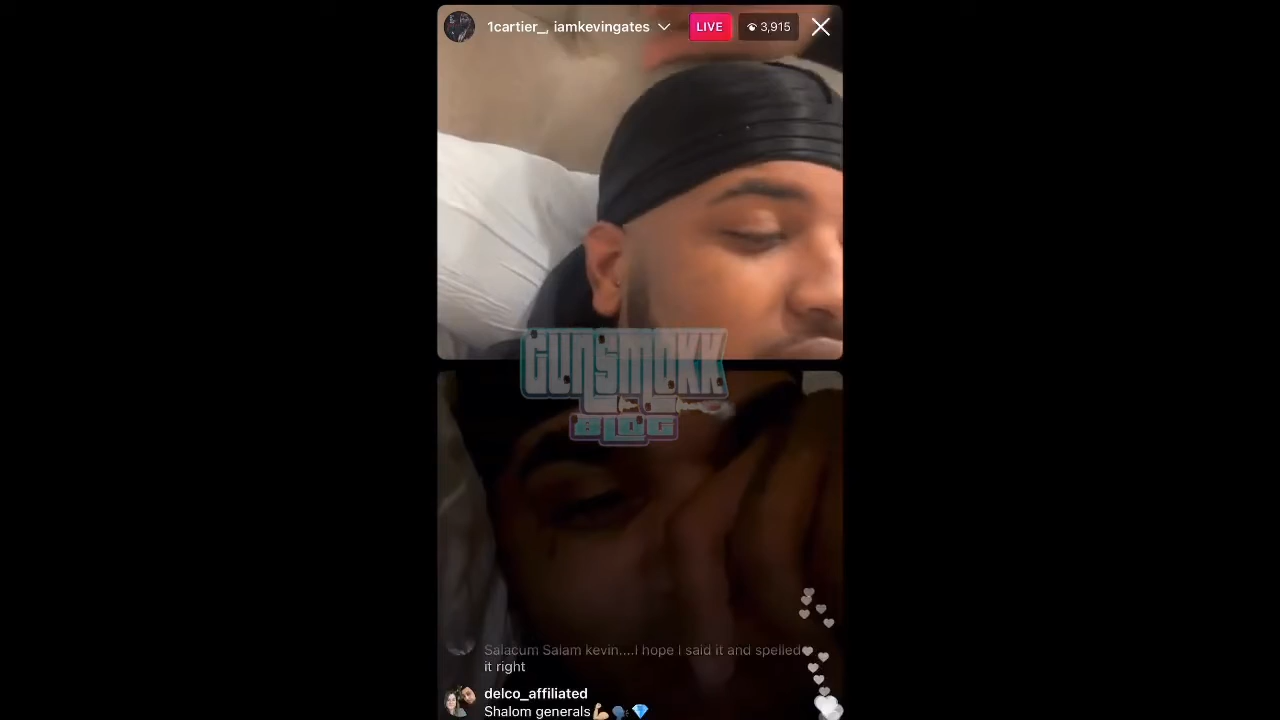 1cartier_, iamkevingates
LIVE
3,915
GUNSMOKK
BLOG
Salacum Salam kevin....I hope I said it and spelled
it right
delco_affiliated
Shalom generals💪🏼🗣️💎